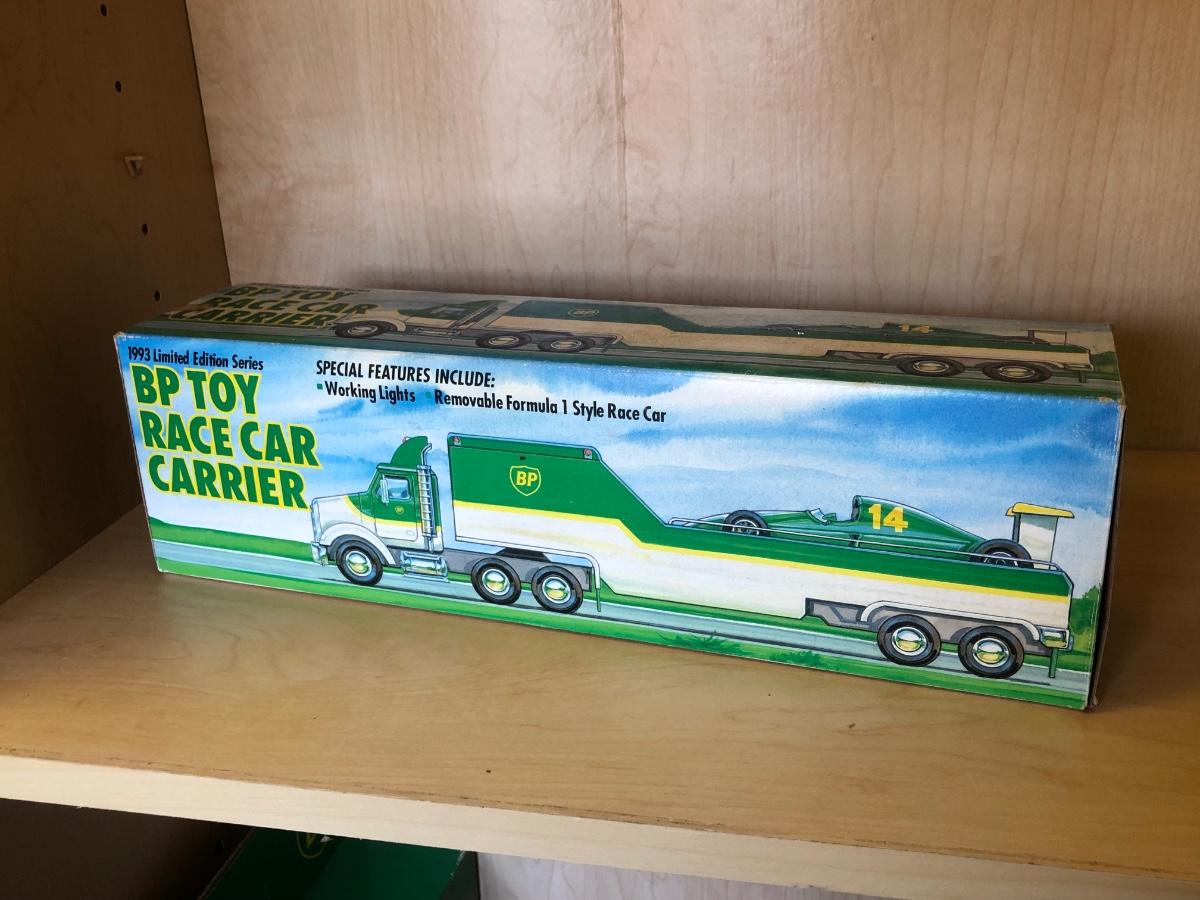 BP TOY
RACE CAR
CARRIER
BP
14
1993 Limited Edition Series
BP TOY
RACE CAR
CARRIER
SPECIAL FEATURES INCLUDE:
▪ Working Lights ▪ Removable Formula 1 Style Race Car
BP
14